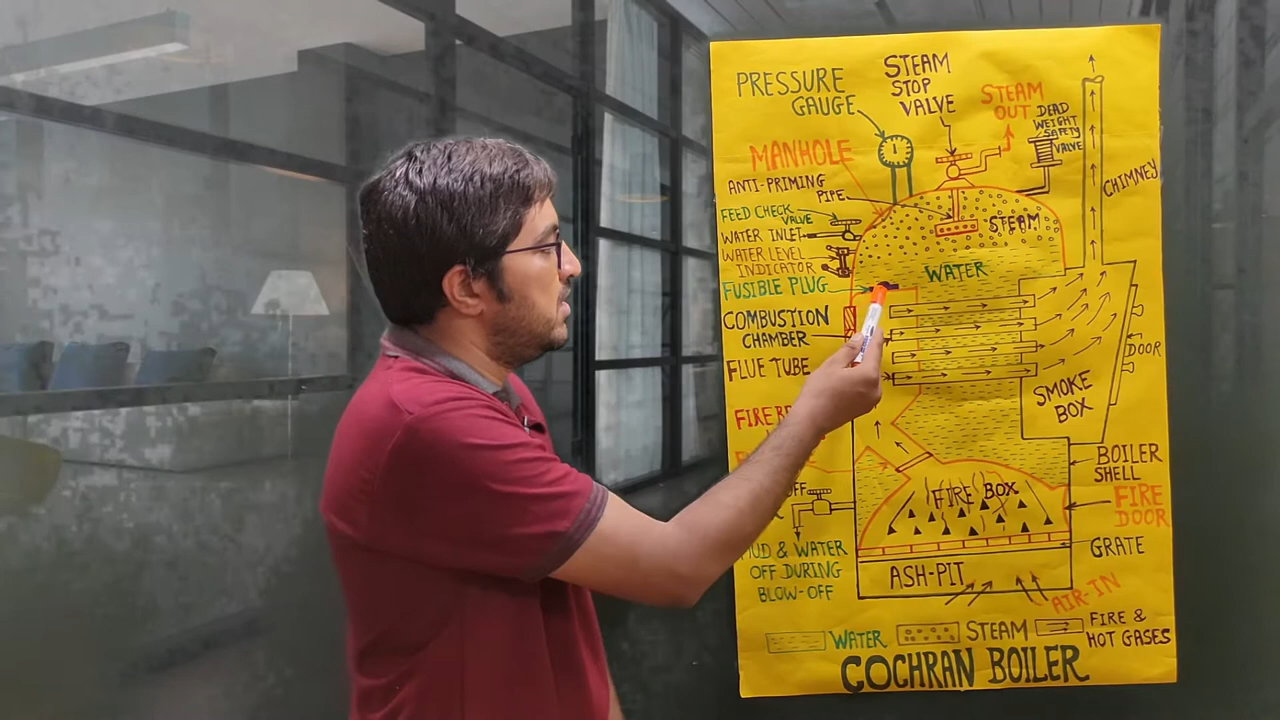 PRESSURE
GAUGE
STEAM
STOP
VALVE
STEAM
OUT
DEAD
WEIGHT
SAFETY
VALVE
MANHOLE
ANTI-PRIMING
PIPE
CHIMNEY
FEED CHECK
VALVE
WATER INLET
STEAM
WATER LEVEL
INDICATOR
WATER
FUSIBLE PLUG
COMBUSTION
CHAMBER
DOOR
FLUE TUBE
SMOKE
BOX
BOILER
SHELL
FIRE BOX
FIRE
DOOR
GRATE
MUD & WATER
OFF DURING
BLOW-OFF
ASH-PIT
AIR-IN
WATER
STEAM
FIRE &
HOT GASES
COCHRAN BOILER